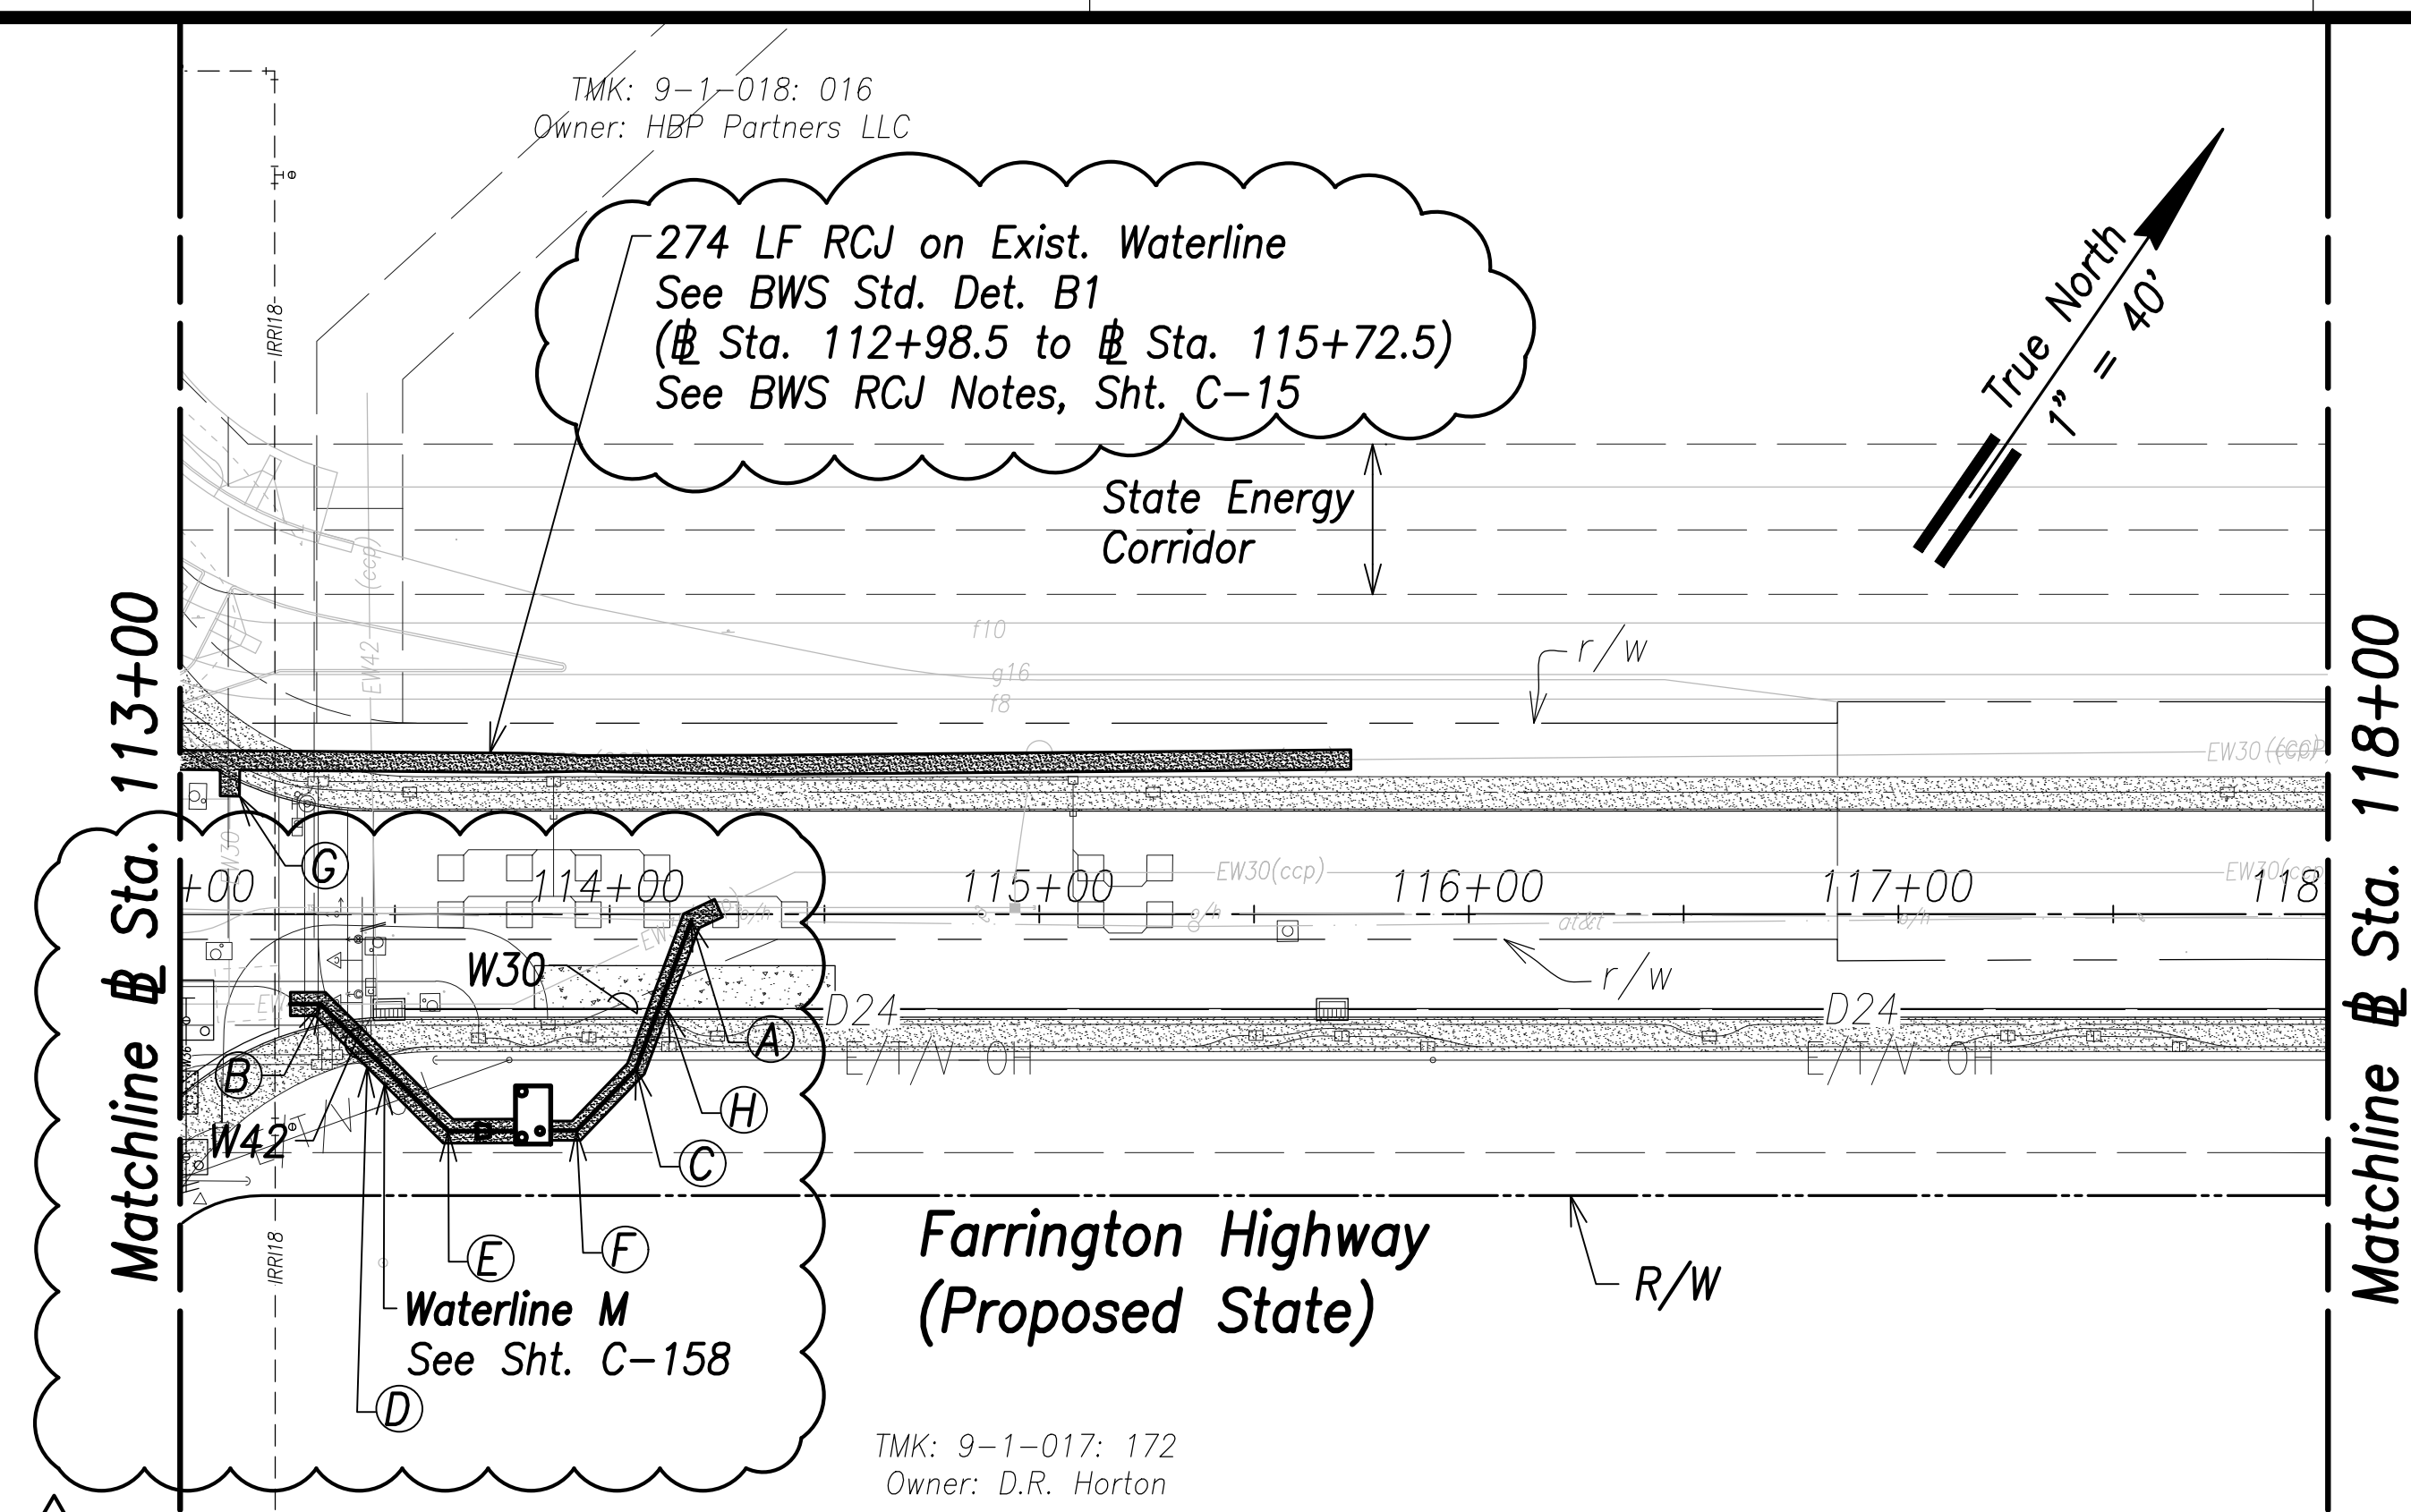 TMK: 9-1-018: 016
Owner: HBP Partners LLC
274 LF RCJ on Exist. Waterline
See BWS Std. Det. B1
(B Sta. 112+98.5 to B Sta. 115+72.5)
See BWS RCJ Notes, Sht. C-15
True North
1" = 40'
State Energy
Corridor
IRRI18
(ccp)
EW42
f10
g16
f8
r/w
EW30
Matchline B Sta. 113+00
Matchline B Sta. 118+00
G
EW30
+00
114+00
115+00
116+00
117+00
118
EW30(ccp)
EW30(ccp
o/h
at&t
o/h
W30
r/w
D24
D24
A
B
E/T/V-OH
E/T/V-OH
H
W42
C
E
F
IRRI18
Farrington Highway
(Proposed State)
R/W
Waterline M
See Sht. C-158
D
TMK: 9-1-017: 172
Owner: D.R. Horton